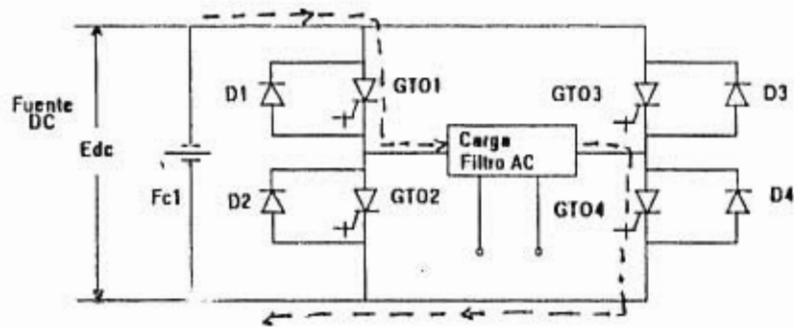 D1
GTO1
GTO3
D3
Fuente
DC
Edc
Carga
Filtro AC
Fc1
D2
GTO2
GTO4
D4